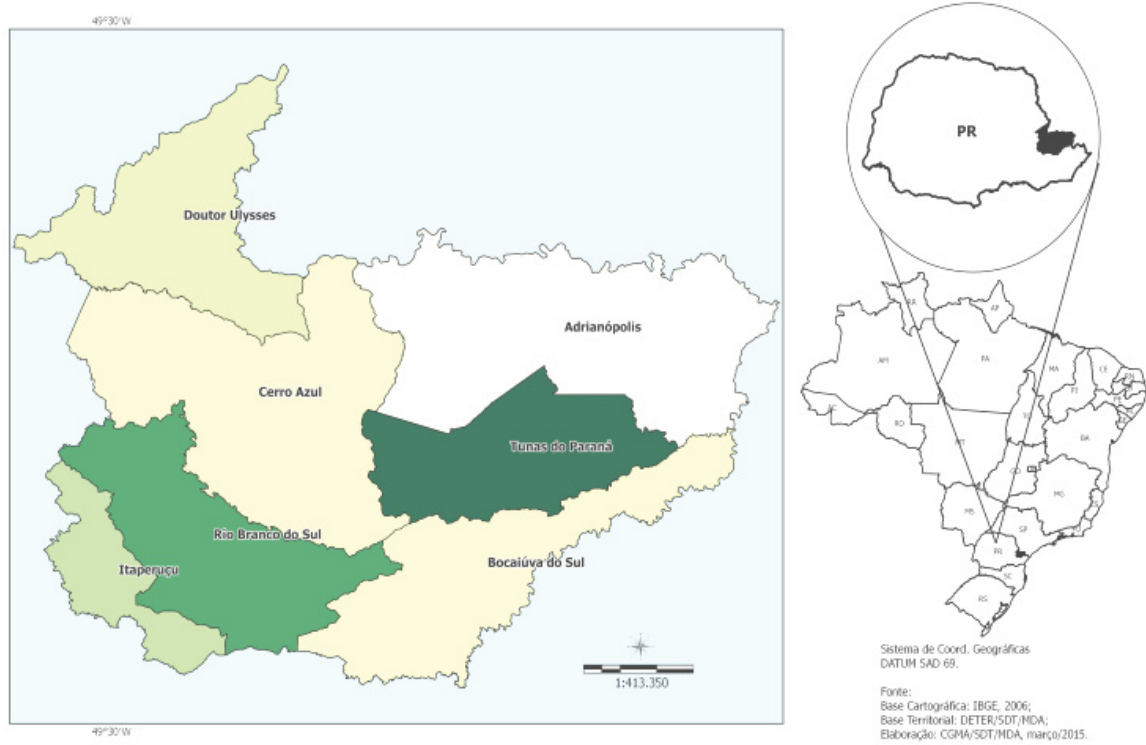 49°30'W
Doutor Ulysses
Adrianópolis
Cerro Azul
Tunas do Paraná
Rio Branco do Sul
Itaperuçu
Bocaiúva do Sul
1:413.350
49°30'W
PR
RR
AP
AM
PA
MA
CE
RN
PI
AC
RO
TO
MT
BA
GO
MG
MS
ES
SP
PR
SC
RS
Sistema de Coord. Geográficas
DATUM SAD 69.
Fonte:
Base Cartográfica: IBGE, 2006;
Base Territorial: DETER/SDT/MDA;
Elaboração: CGMA/SDT/MDA, março/2015.